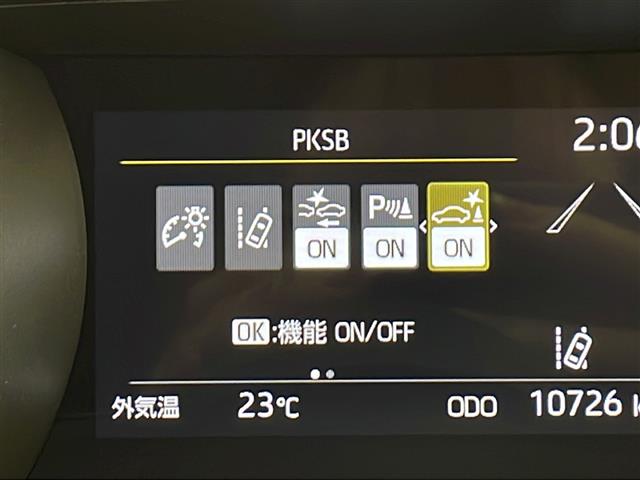 PKSB
2:0
P
ON ON ON
OK:機能 ON/OFF
外気温 23℃ ODO 10726